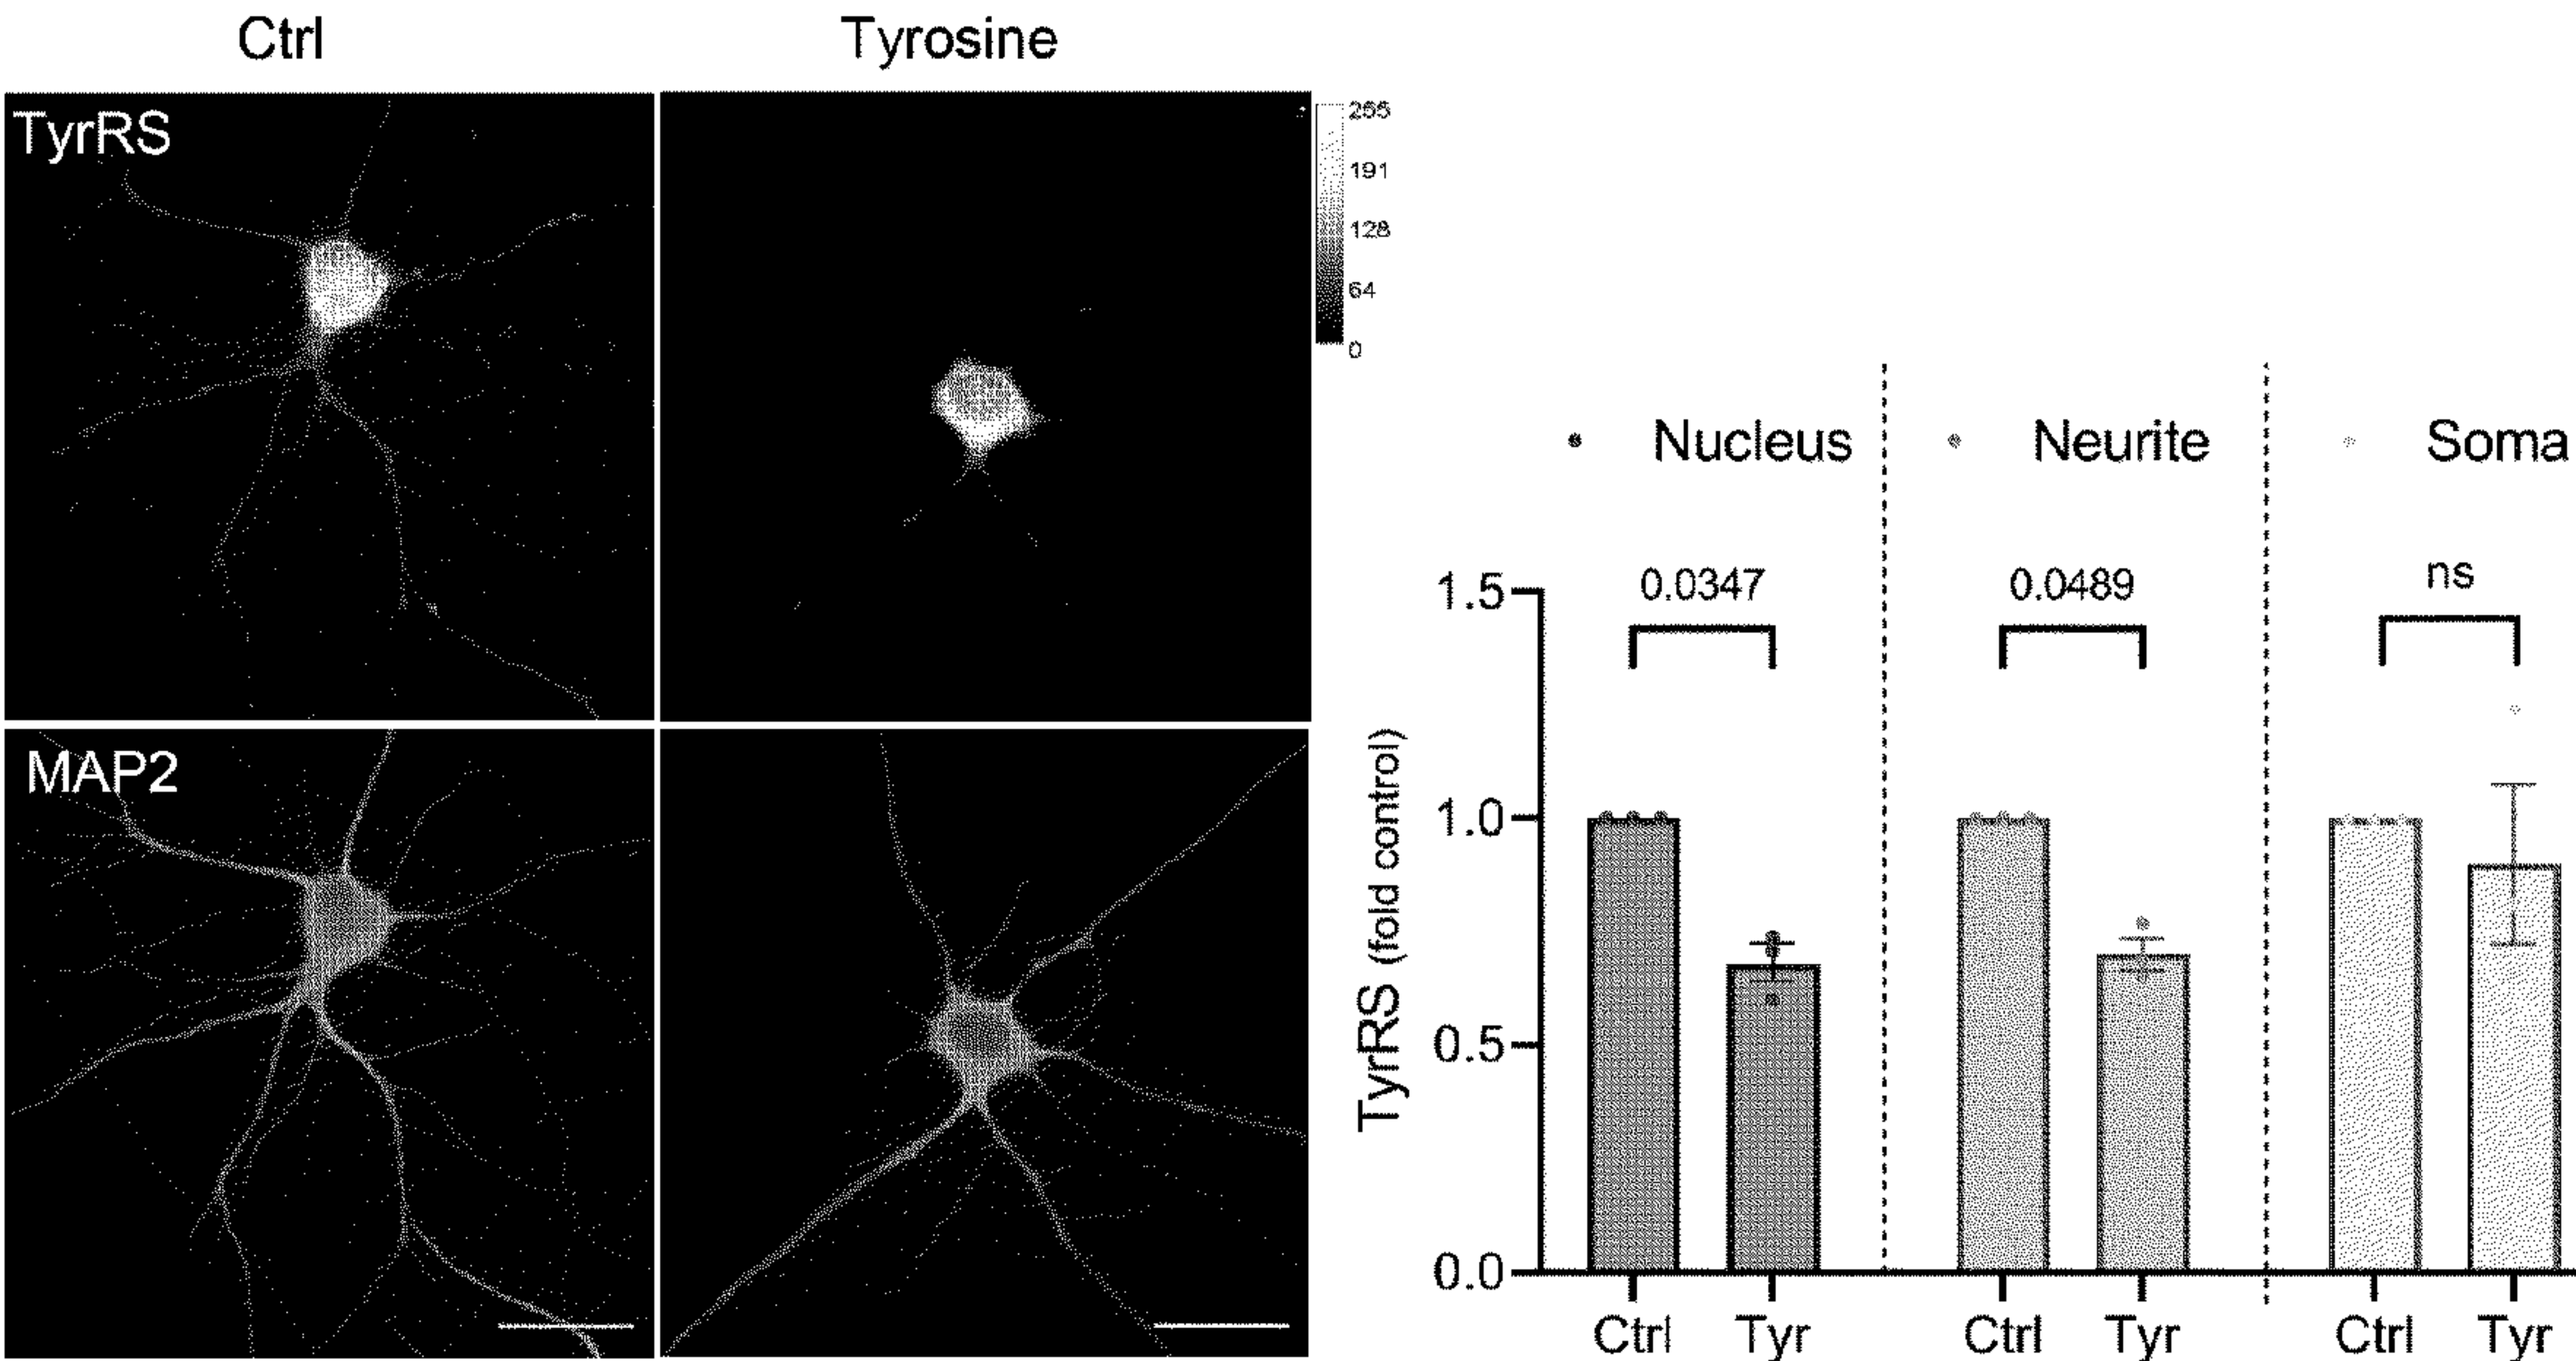 Ctrl
Tyrosine
TyrRS
255
191
128
64
0
MAP2
Nucleus
Neurite
Soma
0.0347
0.0489
ns
1.5
1.0
0.5
0.0
TyrRS (fold control)
Ctrl
Tyr
Ctrl
Tyr
Ctrl
Tyr